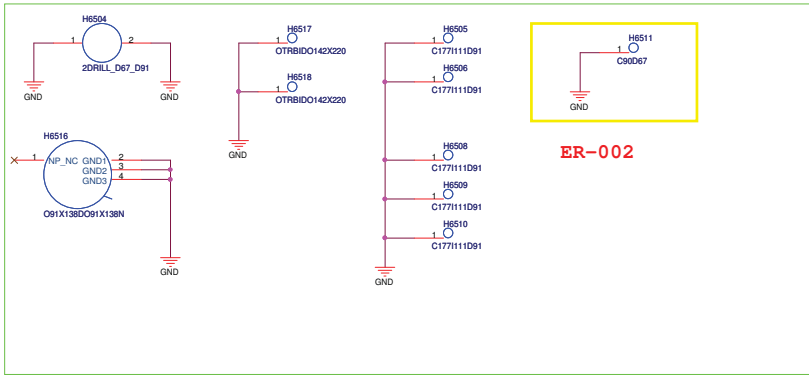 H6504
1 2
2DRILL_D67_D91
GND GND
H6516
1 NP_NC GND1 2
GND2 3
GND3 4
O91X138DO91X138N
GND
H6517
1
OTRBIDO142X220
H6518
1
OTRBIDO142X220
GND
H6505
1
C177I111D91
H6506
1
C177I111D91
H6508
1
C177I111D91
H6509
1
C177I111D91
H6510
1
C177I111D91
GND
H6511
1
C90D67
GND
ER-002